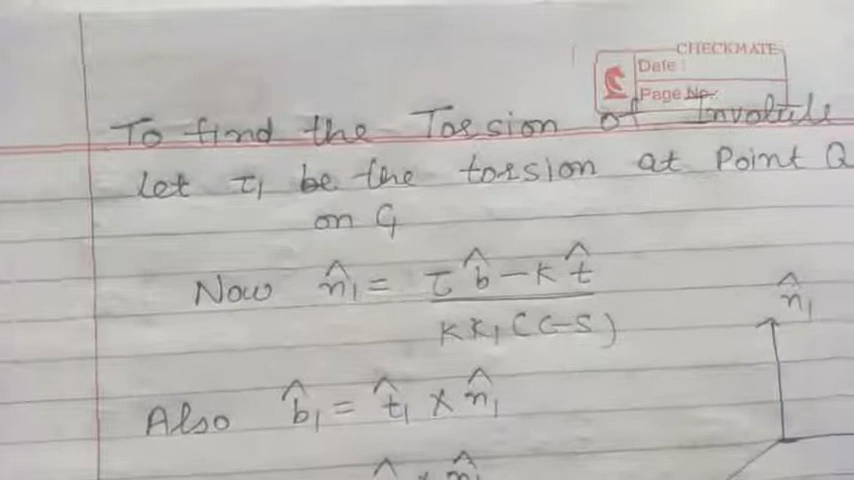 CHECKMATE
Date :
Page No.
To find the Torsion of Involute
let τ₁ be the torsion at Point Q
on C₁
Now n̂₁ = (τ b̂ − k t̂) / (k k₁ (c−s))
n̂₁
Also b̂₁ = t̂₁ × n̂₁
× n̂₁